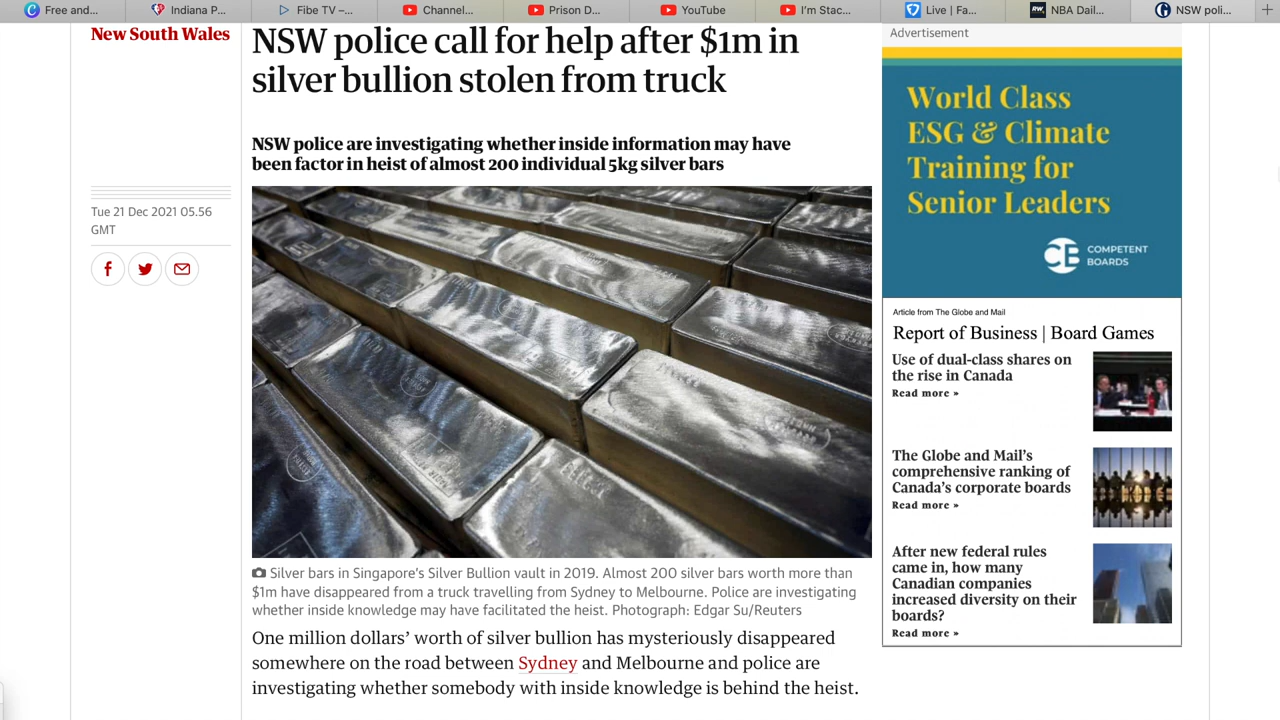 Free and...
Indiana P...
Fibe TV –...
Channel...
Prison D...
YouTube
I'm Stac...
Live | Fa...
NBA Dail...
NSW poli...
New South Wales
Tue 21 Dec 2021 05.56
GMT
NSW police call for help after $1m in
silver bullion stolen from truck
NSW police are investigating whether inside information may have
been factor in heist of almost 200 individual 5kg silver bars
Silver bars in Singapore's Silver Bullion vault in 2019. Almost 200 silver bars worth more than
$1m have disappeared from a truck travelling from Sydney to Melbourne. Police are investigating
whether inside knowledge may have facilitated the heist. Photograph: Edgar Su/Reuters
One million dollars' worth of silver bullion has mysteriously disappeared
somewhere on the road between Sydney and Melbourne and police are
investigating whether somebody with inside knowledge is behind the heist.
Advertisement
World Class
ESG & Climate
Training for
Senior Leaders
CB COMPETENT
BOARDS
Article from The Globe and Mail
Report of Business | Board Games
Use of dual-class shares on
the rise in Canada
Read more »
The Globe and Mail's
comprehensive ranking of
Canada's corporate boards
Read more »
After new federal rules
came in, how many
Canadian companies
increased diversity on their
boards?
Read more »